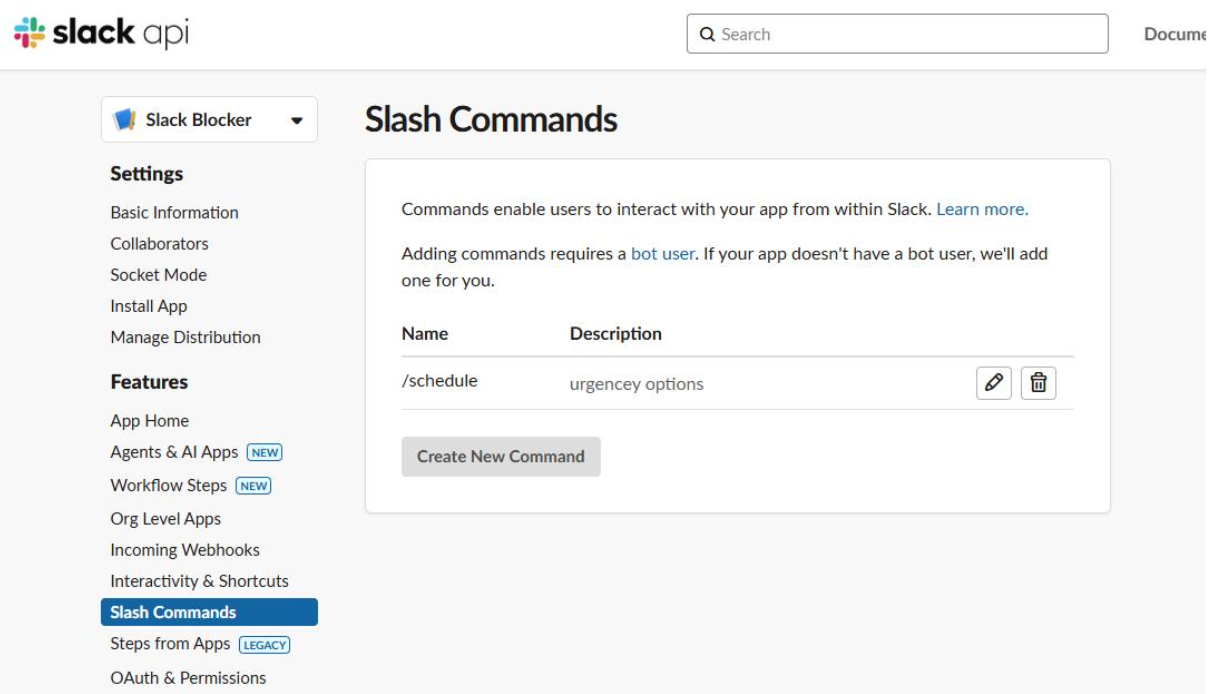 slack api
Search
Docume
Slack Blocker
Settings
Basic Information
Collaborators
Socket Mode
Install App
Manage Distribution
Features
App Home
Agents & AI Apps NEW
Workflow Steps NEW
Org Level Apps
Incoming Webhooks
Interactivity & Shortcuts
Slash Commands
Steps from Apps LEGACY
OAuth & Permissions
Slash Commands
Commands enable users to interact with your app from within Slack. Learn more.
Adding commands requires a bot user. If your app doesn't have a bot user, we'll add
one for you.
Name Description
/schedule urgencey options
Create New Command